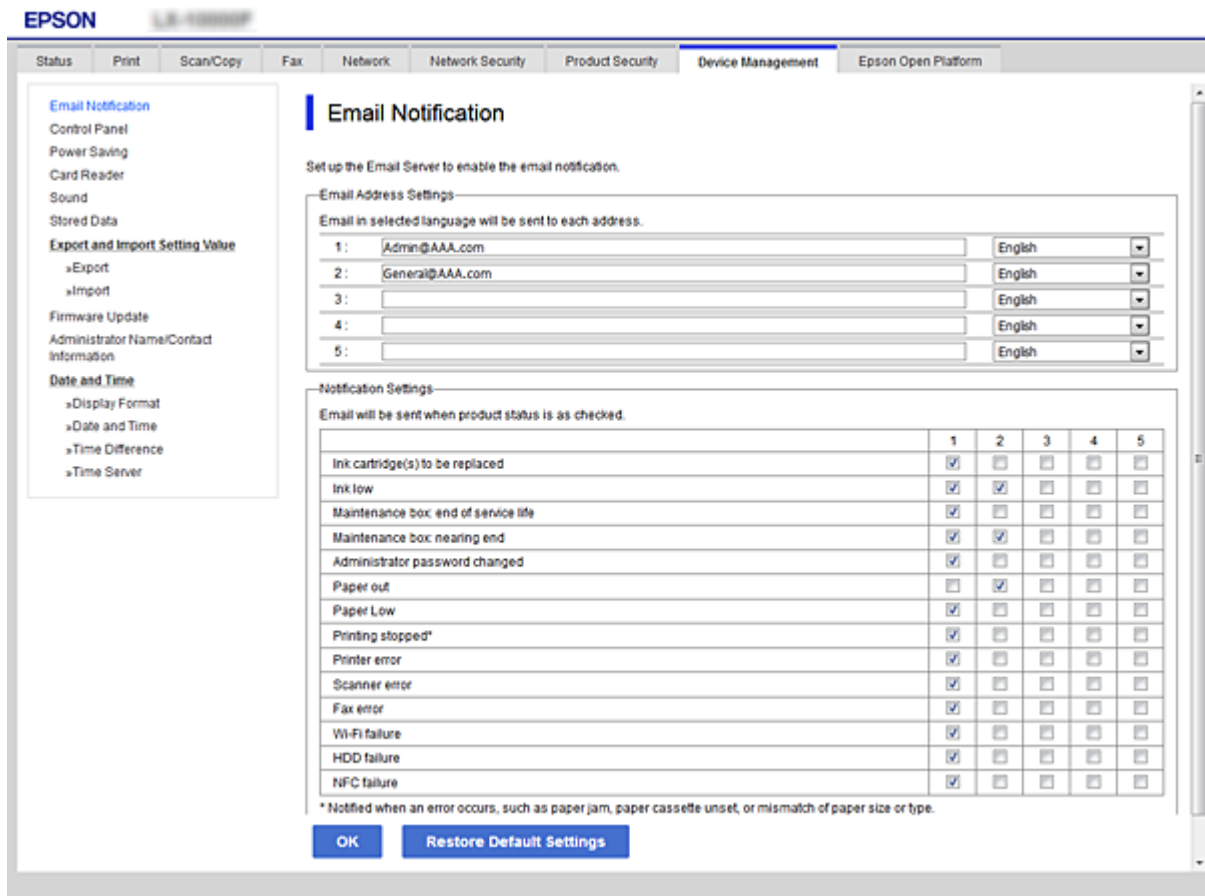 EPSON
Status Print Scan/Copy Fax Network Network Security Product Security Device Management Epson Open Platform
Email Notification
Control Panel
Power Saving
Card Reader
Sound
Stored Data
Export and Import Setting Value
»Export
»Import
Firmware Update
Administrator Name/Contact
Information
Date and Time
»Display Format
»Date and Time
»Time Difference
»Time Server
Email Notification
Set up the Email Server to enable the email notification.
Email Address Settings
Email in selected language will be sent to each address.
1 : Admin@AAA.com English
2 : General@AAA.com English
3 : English
4 : English
5 : English
Notification Settings
Email will be sent when product status is as checked.
1 2 3 4 5
Ink cartridge(s) to be replaced
Ink low
Maintenance box: end of service life
Maintenance box: nearing end
Administrator password changed
Paper out
Paper Low
Printing stopped*
Printer error
Scanner error
Fax error
Wi-Fi failure
HDD failure
NFC failure
* Notified when an error occurs, such as paper jam, paper cassette unset, or mismatch of paper size or type.
OK Restore Default Settings